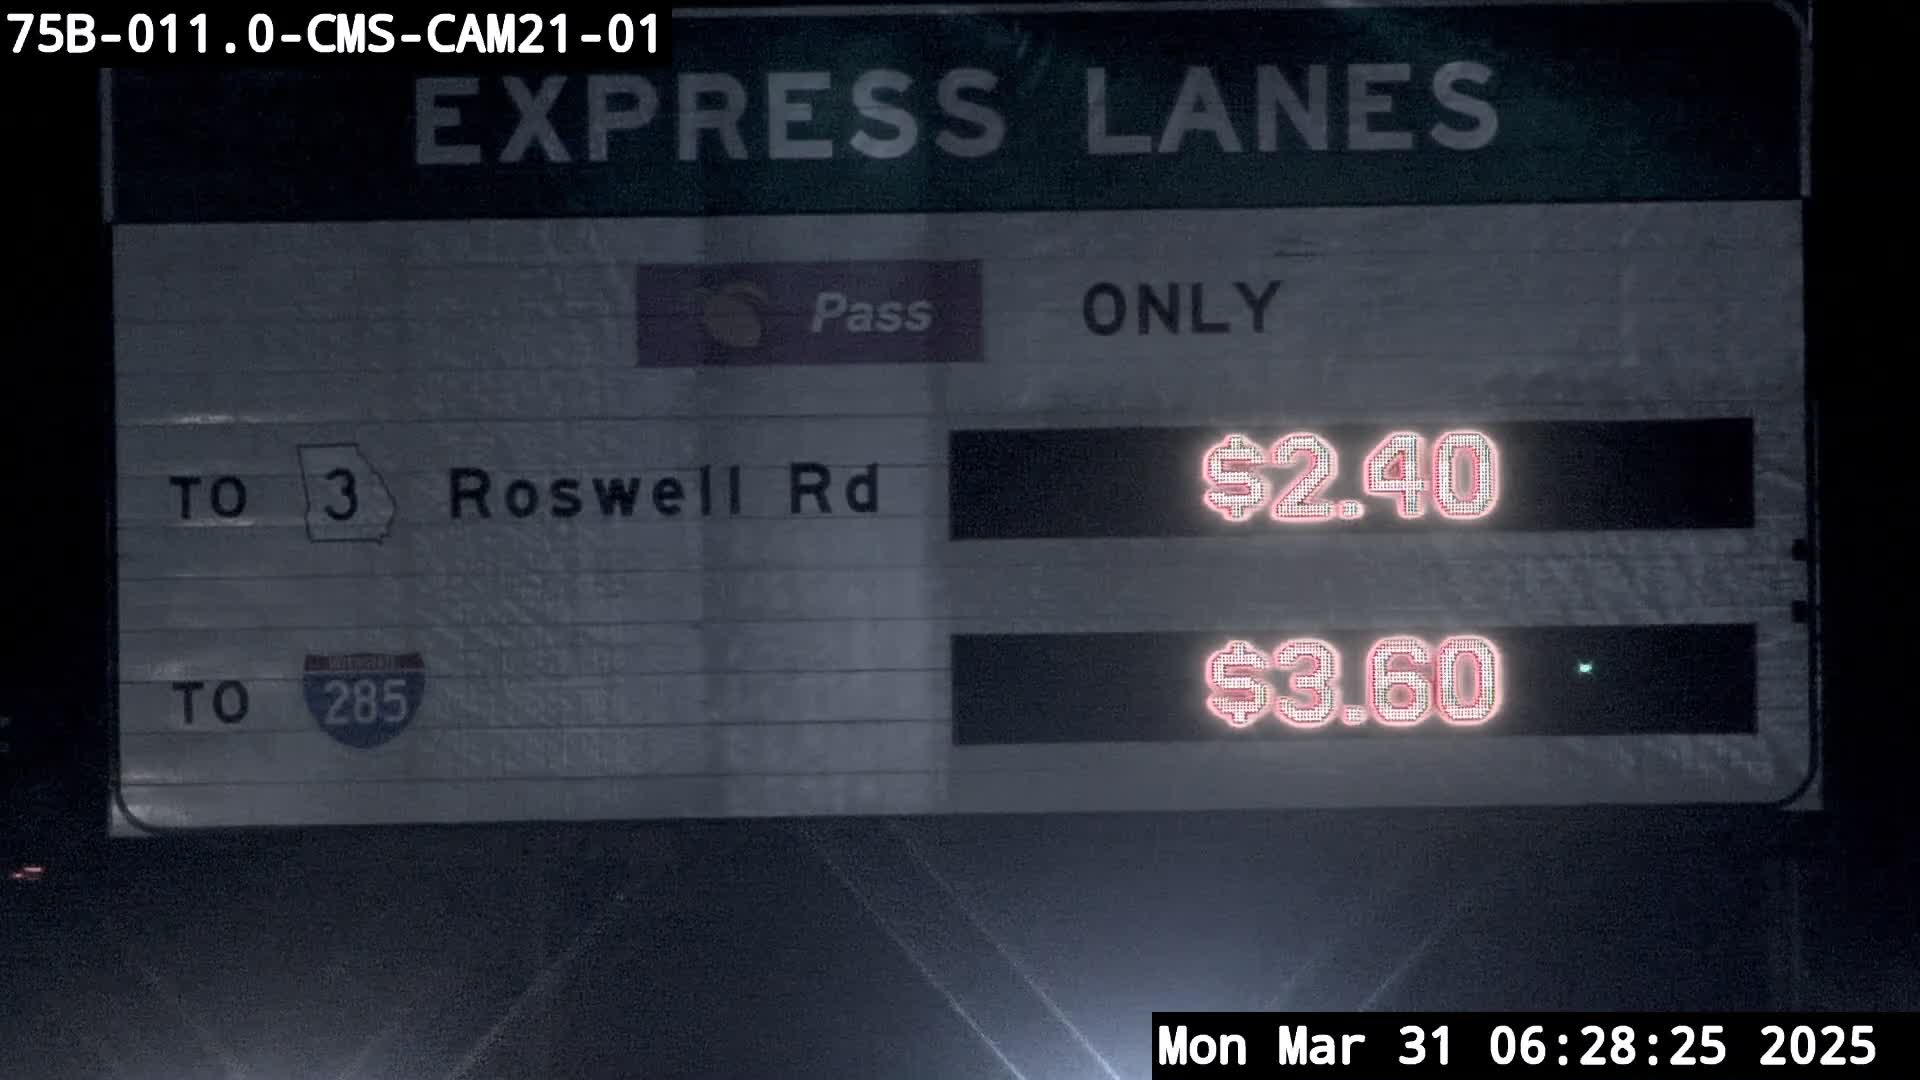 75B-011.0-CMS-CAM21-01
EXPRESS LANES
Pass ONLY
TO 3 Roswell Rd $2.40
TO INTERSTATE 285 $3.60
Mon Mar 31 06:28:25 2025